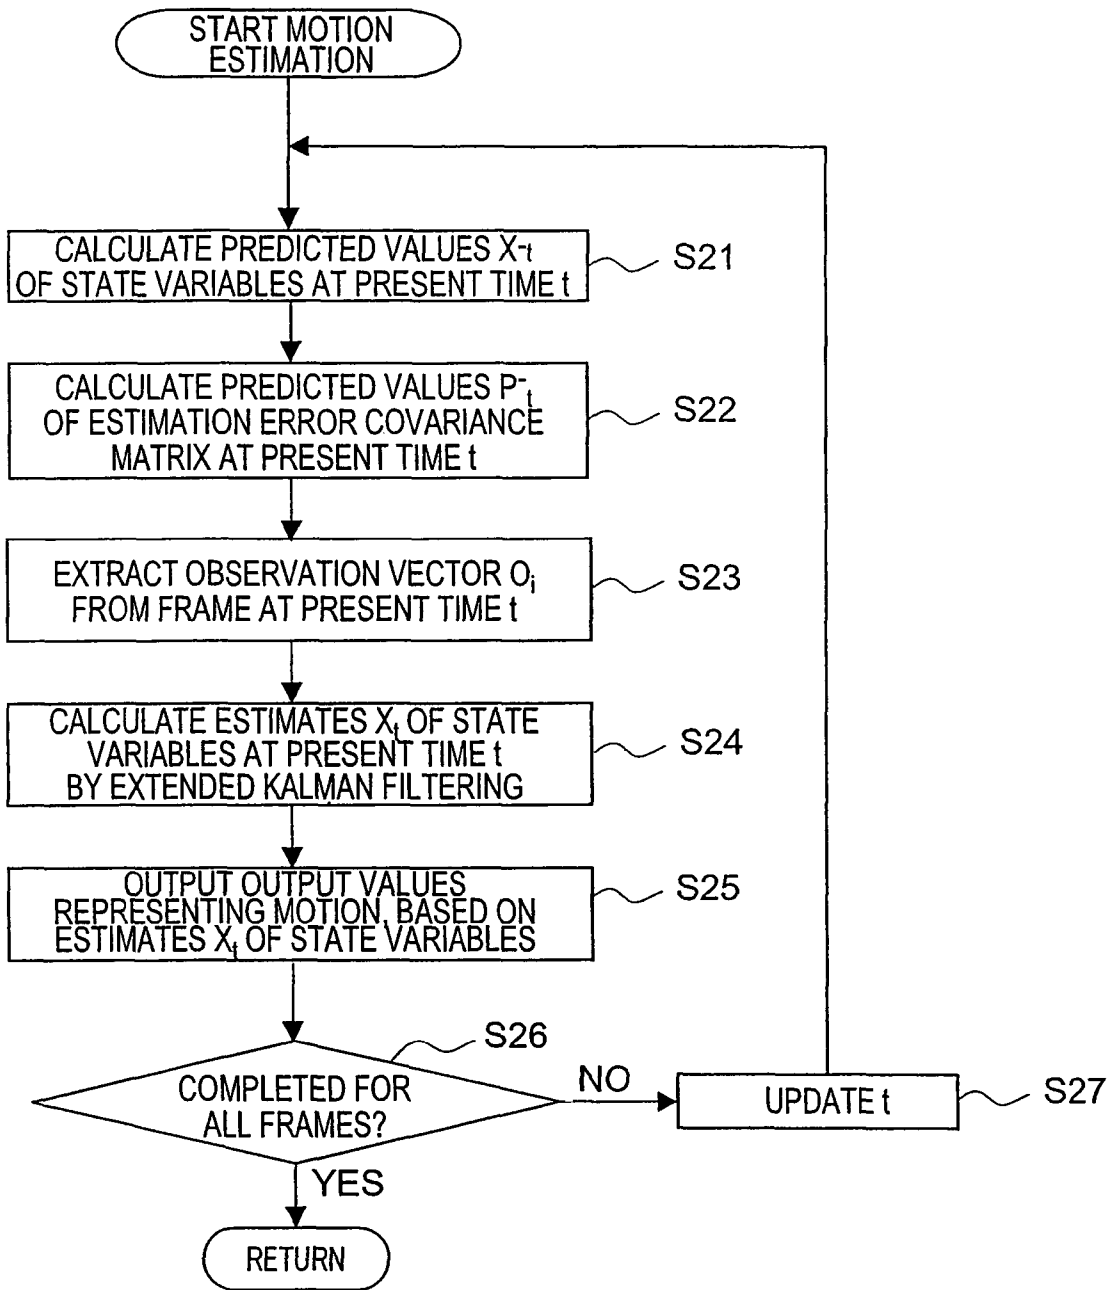 START MOTION
ESTIMATION
CALCULATE PREDICTED VALUES X-t
OF STATE VARIABLES AT PRESENT TIME t
S21
CALCULATE PREDICTED VALUES P-t
OF ESTIMATION ERROR COVARIANCE
MATRIX AT PRESENT TIME t
S22
EXTRACT OBSERVATION VECTOR Oi
FROM FRAME AT PRESENT TIME t
S23
CALCULATE ESTIMATES Xt OF STATE
VARIABLES AT PRESENT TIME t
BY EXTENDED KALMAN FILTERING
S24
OUTPUT OUTPUT VALUES
REPRESENTING MOTION, BASED ON
ESTIMATES Xt OF STATE VARIABLES
S25
S26
COMPLETED FOR
ALL FRAMES?
NO
UPDATE t
S27
YES
RETURN